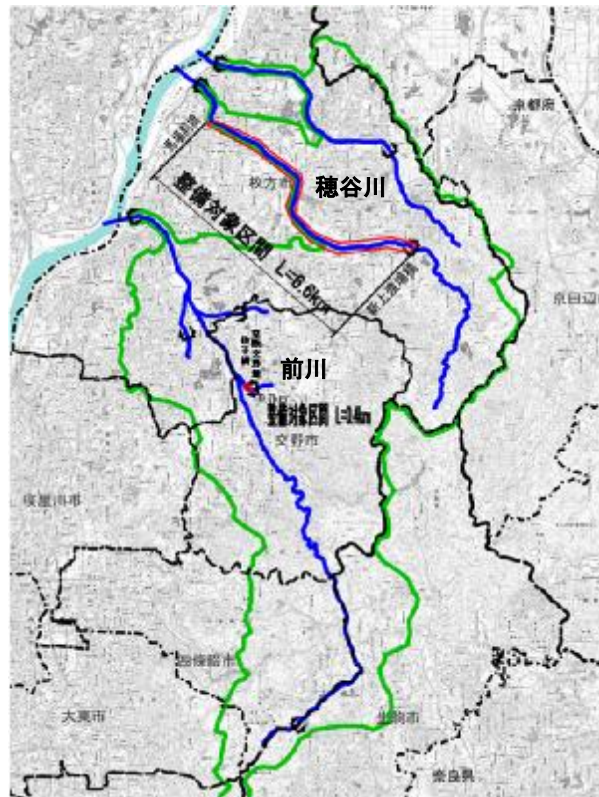 京都府
穂谷川
枚方市
整備対象区間 L=6.6km
前川
整備対象区間 L=0.4km
交野市
寝屋川市
四條畷市
大東市
生駒市
奈良県